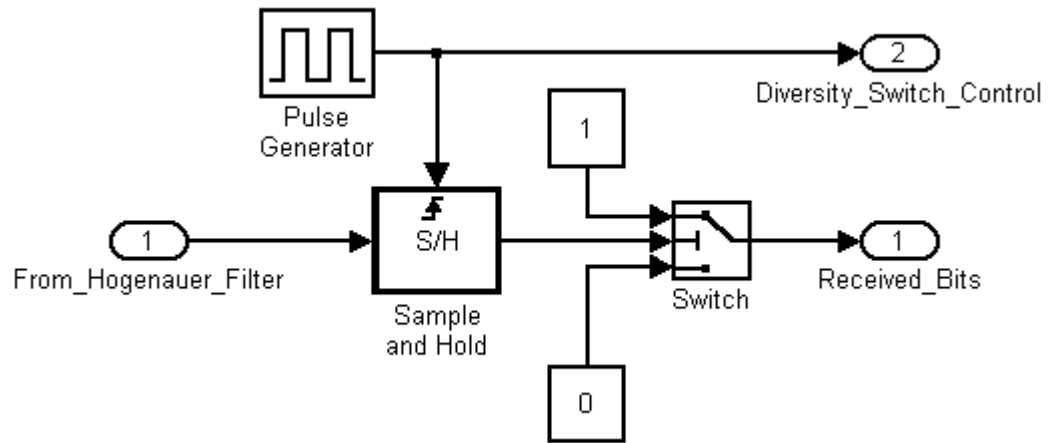 Pulse
Generator
2
Diversity_Switch_Control
1
1
From_Hogenauer_Filter
S/H
Sample
and Hold
Switch
1
Received_Bits
0